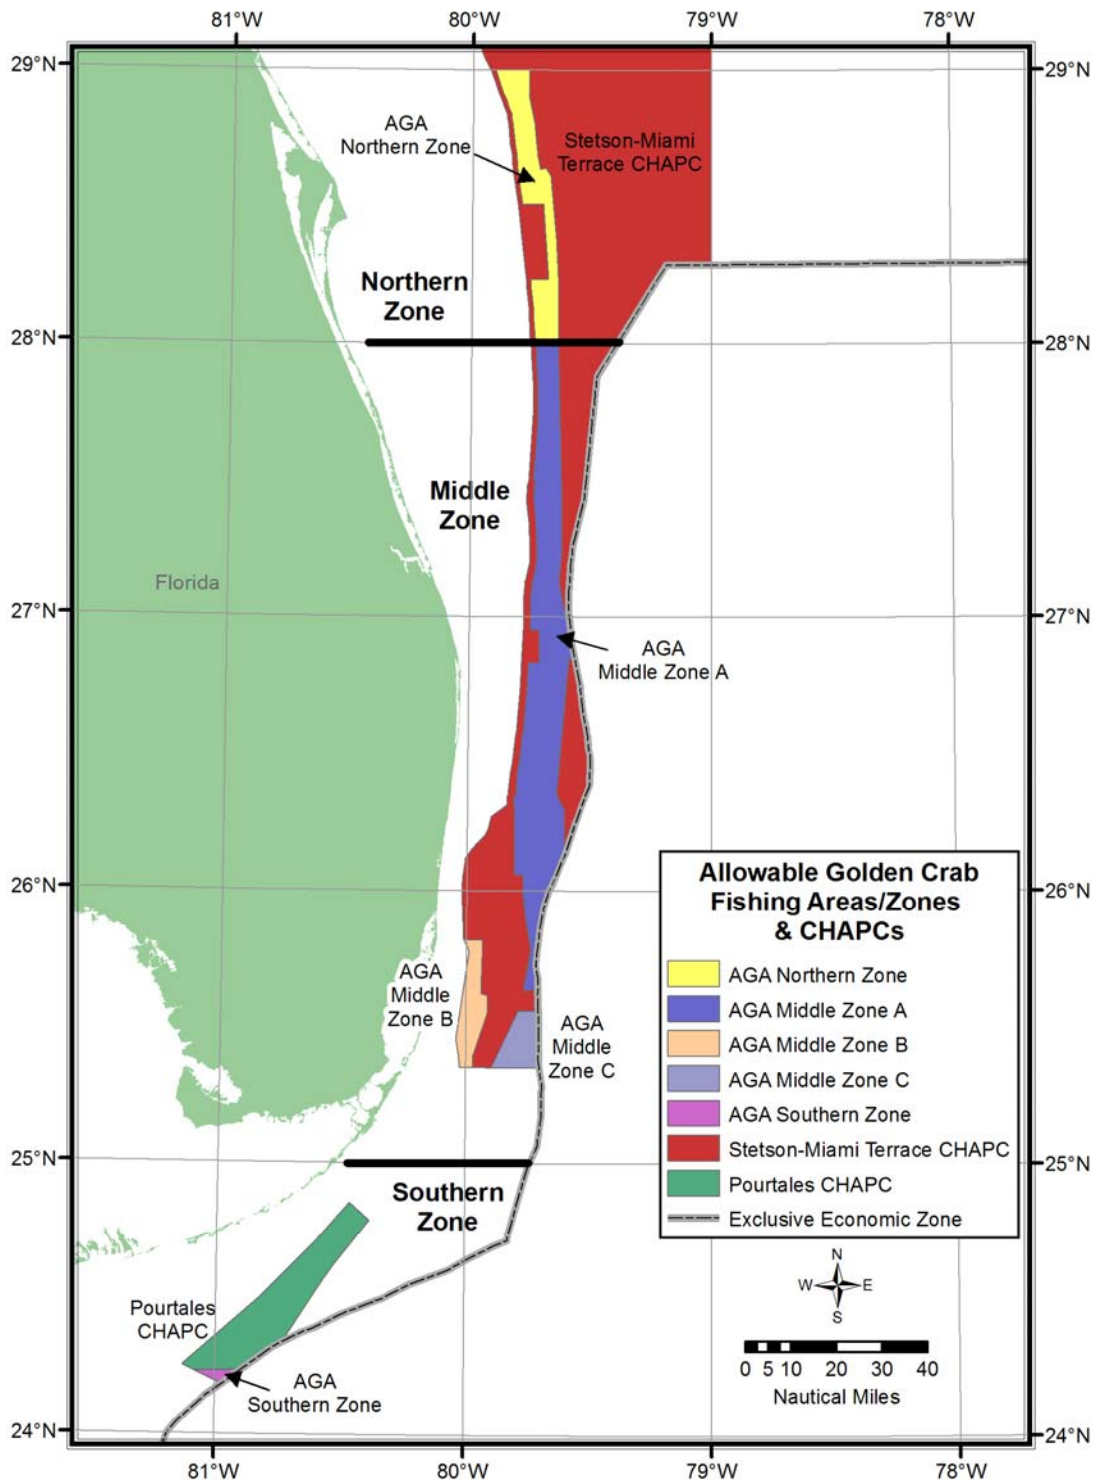 81°W 80°W 79°W 78°W
29°N 29°N
AGA
Northern Zone
Stetson-Miami
Terrace CHAPC
Northern
Zone
28°N 28°N
Middle
Zone
Florida
27°N 27°N
AGA
Middle Zone A
26°N 26°N
Allowable Golden Crab
Fishing Areas/Zones
& CHAPCs
AGA Northern Zone
AGA Middle Zone A
AGA Middle Zone B
AGA Middle Zone C
AGA Southern Zone
Stetson-Miami Terrace CHAPC
Pourtales CHAPC
Exclusive Economic Zone
AGA
Middle
Zone B
AGA
Middle
Zone C
25°N 25°N
Southern
Zone
Pourtales
CHAPC
AGA
Southern Zone
N
W E
S
0 5 10 20 30 40
Nautical Miles
24°N 24°N
81°W 80°W 79°W 78°W